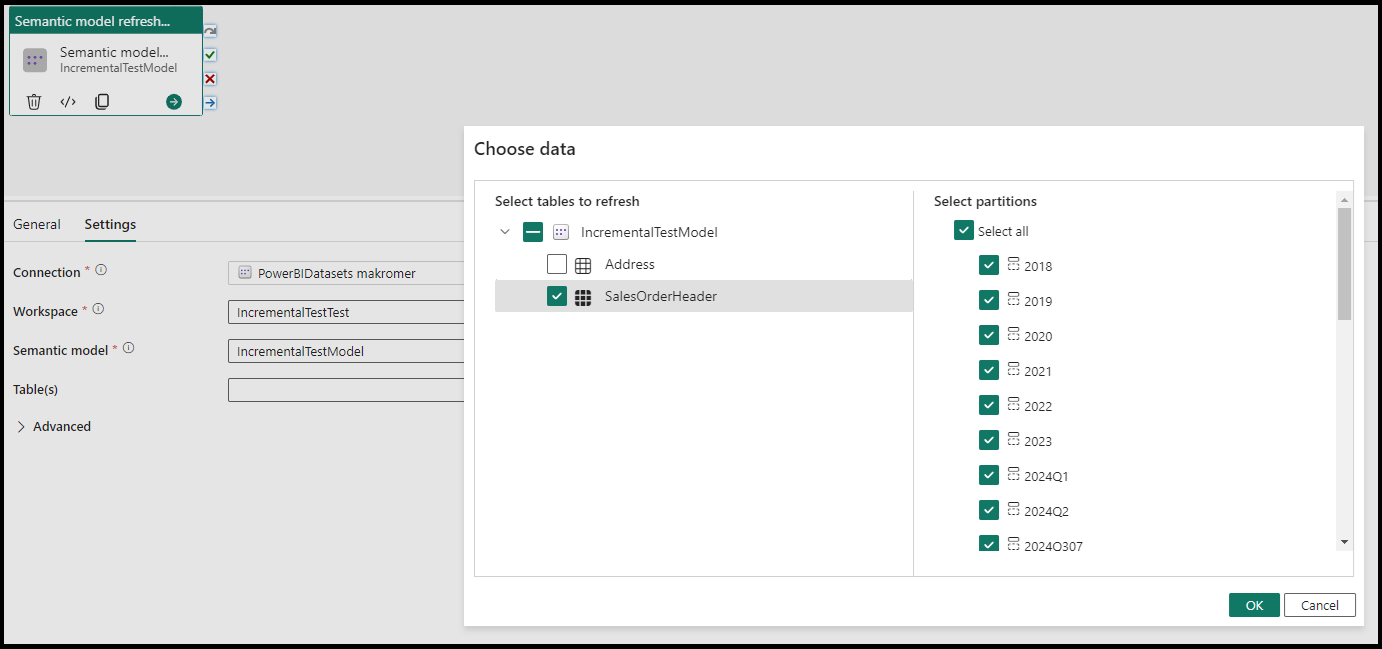 Semantic model refresh...
Semantic model...
IncrementalTestModel
General
Settings
Connection *
PowerBIDatasets makromer
Workspace *
IncrementalTestTest
Semantic model *
IncrementalTestModel
Table(s)
Advanced
Choose data
Select tables to refresh
IncrementalTestModel
Address
SalesOrderHeader
Select partitions
Select all
2018
2019
2020
2021
2022
2023
2024Q1
2024Q2
2024Q307
OK
Cancel